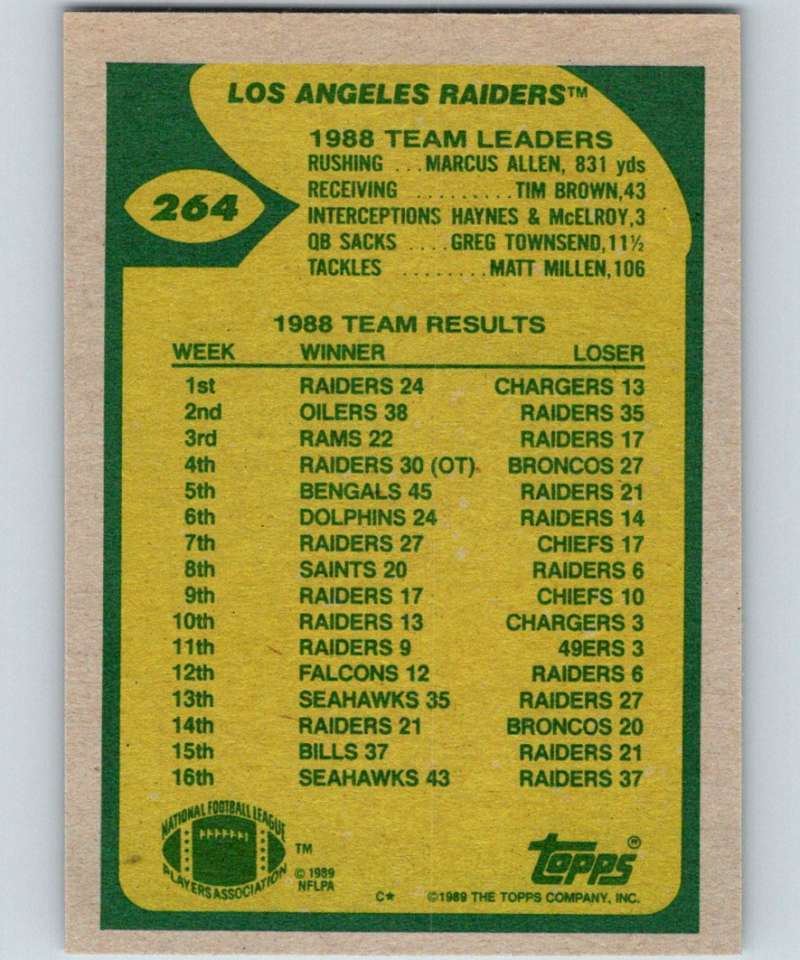 LOS ANGELES RAIDERS™
1988 TEAM LEADERS
264
RUSHING ...MARCUS ALLEN, 831 yds
RECEIVING .........TIM BROWN,43
INTERCEPTIONS HAYNES & McELROY,3
QB SACKS ....GREG TOWNSEND,11½
TACKLES ........MATT MILLEN,106
1988 TEAM RESULTS
WEEK WINNER LOSER
1st RAIDERS 24 CHARGERS 13
2nd OILERS 38 RAIDERS 35
3rd RAMS 22 RAIDERS 17
4th RAIDERS 30 (OT) BRONCOS 27
5th BENGALS 45 RAIDERS 21
6th DOLPHINS 24 RAIDERS 14
7th RAIDERS 27 CHIEFS 17
8th SAINTS 20 RAIDERS 6
9th RAIDERS 17 CHIEFS 10
10th RAIDERS 13 CHARGERS 3
11th RAIDERS 9 49ERS 3
12th FALCONS 12 RAIDERS 6
13th SEAHAWKS 35 RAIDERS 27
14th RAIDERS 21 BRONCOS 20
15th BILLS 37 RAIDERS 21
16th SEAHAWKS 43 RAIDERS 37
NATIONAL FOOTBALL LEAGUE
PLAYERS ASSOCIATION
™
© 1989
NFLPA
topps®
C★ ©1989 THE TOPPS COMPANY, INC.